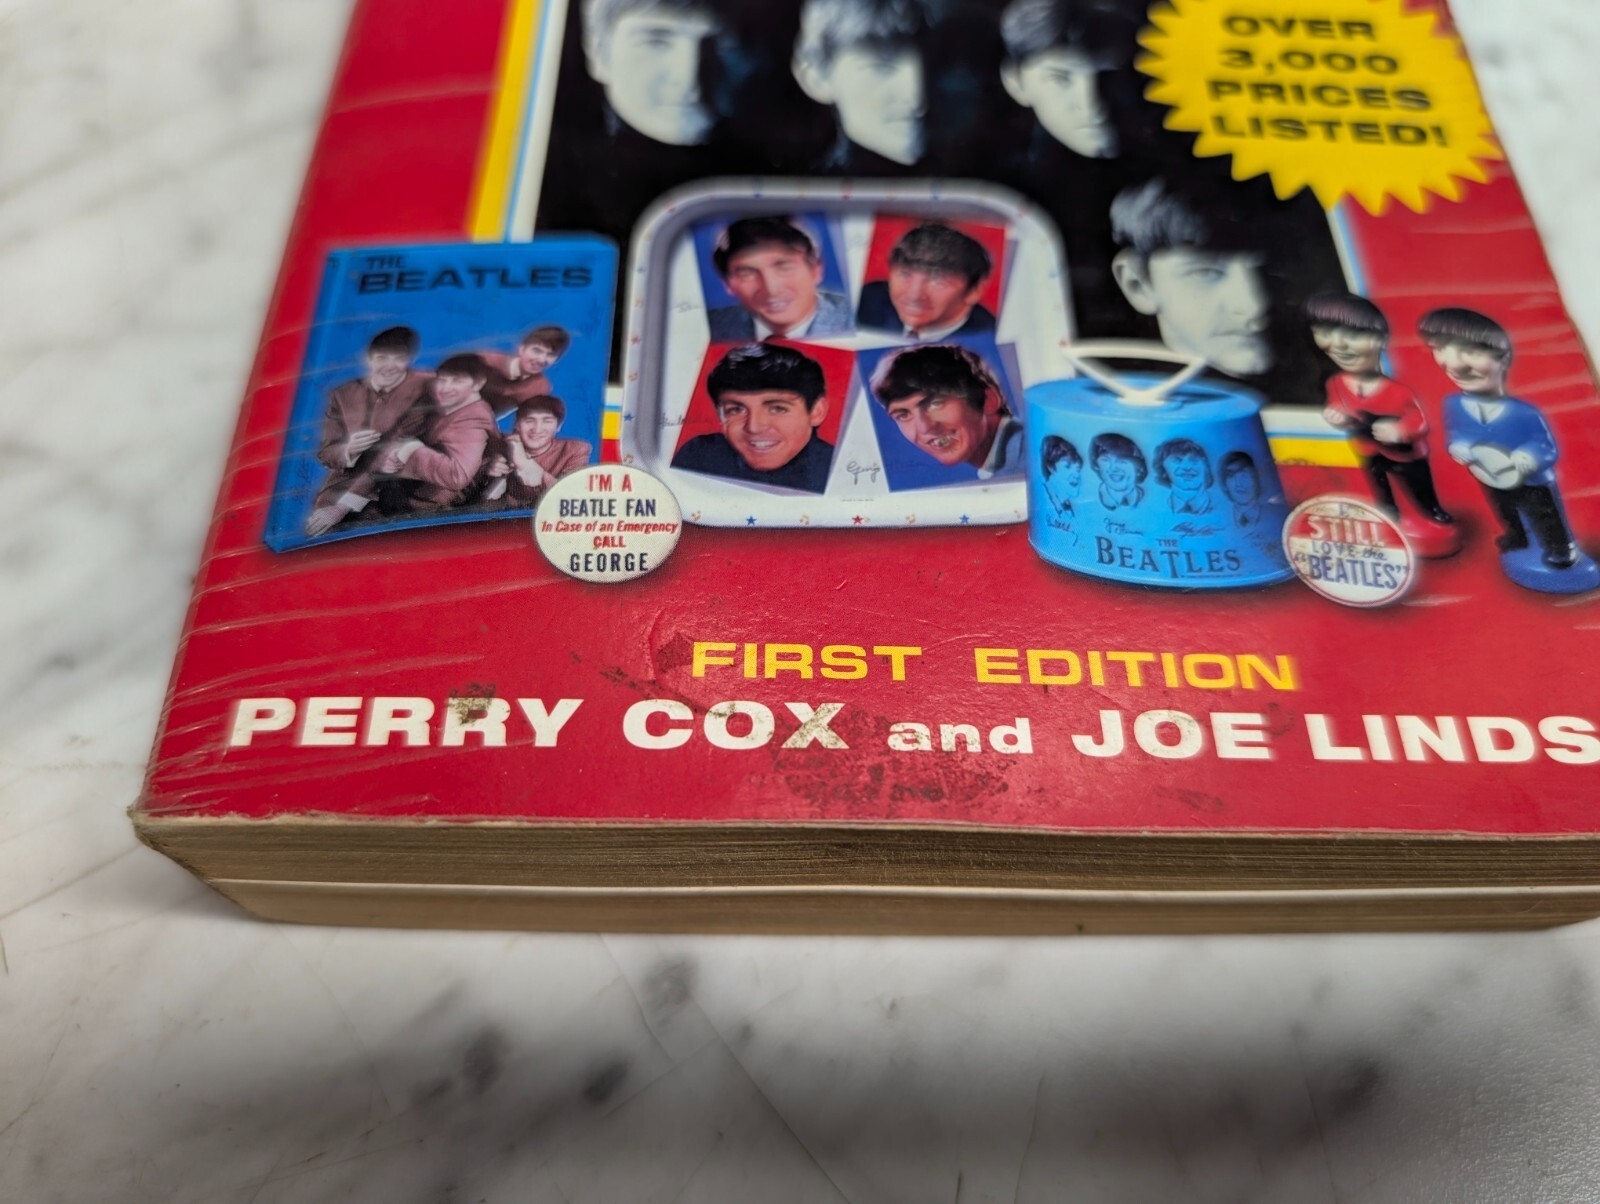 OVER
3,000
PRICES
LISTED!
THE
BEATLES
I'M A
BEATLE FAN
In Case of an Emergency
CALL
GEORGE
THE
BEATLES
I
STILL
LOVE the
"BEATLES"
FIRST EDITION
PERRY COX and JOE LINDS